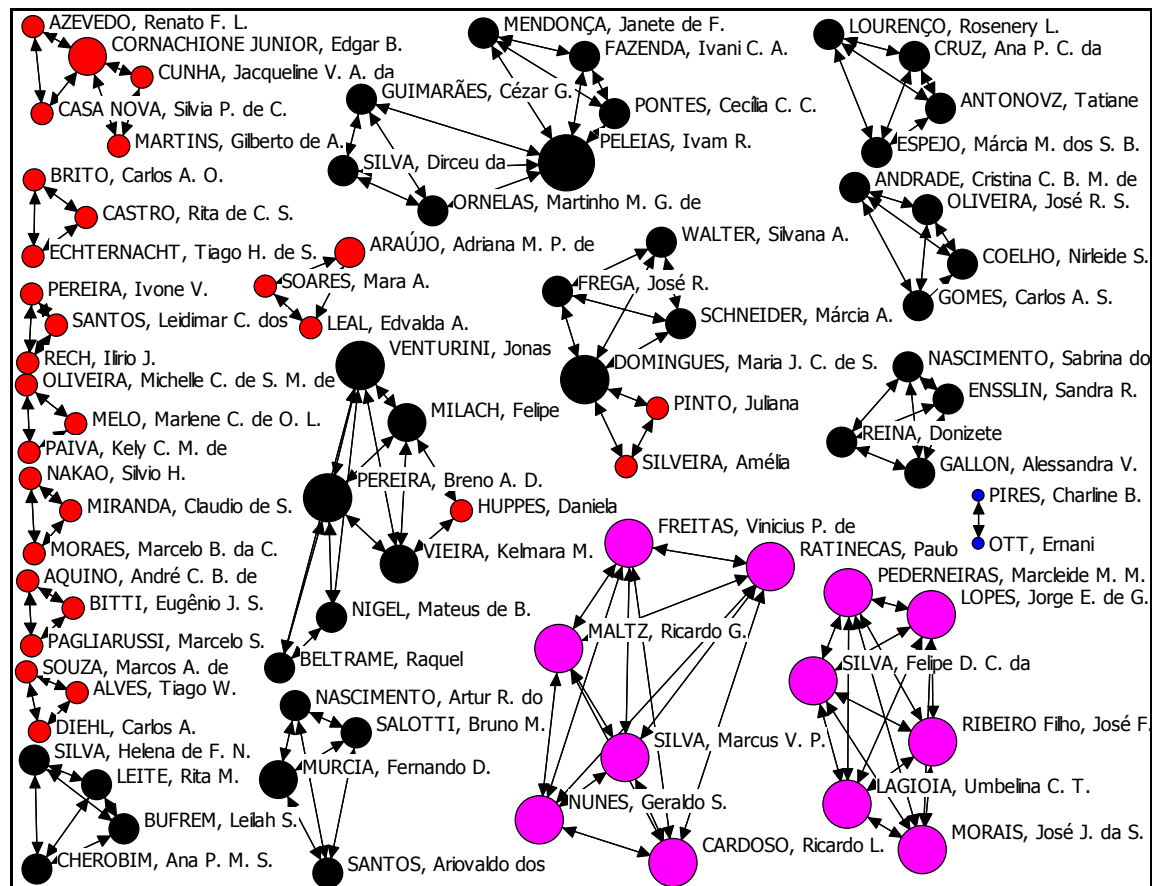 AZEVEDO, Renato F. L.
CORNACHIONE JUNIOR, Edgar B.
CUNHA, Jacqueline V. A. da
CASA NOVA, Silvia P. de C.
MARTINS, Gilberto de A.
BRITO, Carlos A. O.
CASTRO, Rita de C. S.
ECHTERNACHT, Tiago H. de S.
PEREIRA, Ivone V.
SANTOS, Leidimar C. dos
RECH, Ilirio J.
OLIVEIRA, Michelle C. de S. M. de
MELO, Marlene C. de O. L.
PAIVA, Kely C. M. de
NAKAO, Silvio H.
MIRANDA, Claudio de S.
MORAES, Marcelo B. da C.
AQUINO, André C. B. de
BITTI, Eugênio J. S.
PAGLIARUSSI, Marcelo S.
SOUZA, Marcos A. de
ALVES, Tiago W.
DIEHL, Carlos A.
SILVA, Helena de F. N.
LEITE, Rita M.
BUFREM, Leilah S.
CHEROBIM, Ana P. M. S.
MENDONÇA, Janete de F.
FAZENDA, Ivani C. A.
GUIMARÃES, Cézar G.
PONTES, Cecília C. C.
PELEIAS, Ivam R.
SILVA, Dirceu da
ORNELAS, Martinho M. G. de
ARAÚJO, Adriana M. P. de
SOARES, Mara A.
LEAL, Edvalda A.
VENTURINI, Jonas
MILACH, Felipe
PEREIRA, Breno A. D.
HUPPES, Daniela
VIEIRA, Kelmara M.
NIGEL, Mateus de B.
BELTRAME, Raquel
NASCIMENTO, Artur R. do
SALOTTI, Bruno M.
MURCIA, Fernando D.
SANTOS, Ariovaldo dos
WALTER, Silvana A.
FREGA, José R.
SCHNEIDER, Márcia A.
DOMINGUES, Maria J. C. de S.
PINTO, Juliana
SILVEIRA, Amélia
FREITAS, Vinicius P. de
RATINECAS, Paulo
MALTZ, Ricardo G.
SILVA, Marcus V. P.
NUNES, Geraldo S.
CARDOSO, Ricardo L.
LOURENÇO, Rosenery L.
CRUZ, Ana P. C. da
ANTONOVZ, Tatiane
ESPEJO, Márcia M. dos S. B.
ANDRADE, Cristina C. B. M. de
OLIVEIRA, José R. S.
COELHO, Nirleide S.
GOMES, Carlos A. S.
NASCIMENTO, Sabrina do
ENSSLIN, Sandra R.
REINA, Donizete
GALLON, Alessandra V.
PIRES, Charline B.
OTT, Ernani
PEDERNEIRAS, Marcleide M. M.
LOPES, Jorge E. de G.
SILVA, Felipe D. C. da
RIBEIRO Filho, José F.
LAGIOIA, Umbelina C. T.
MORAIS, José J. da S.